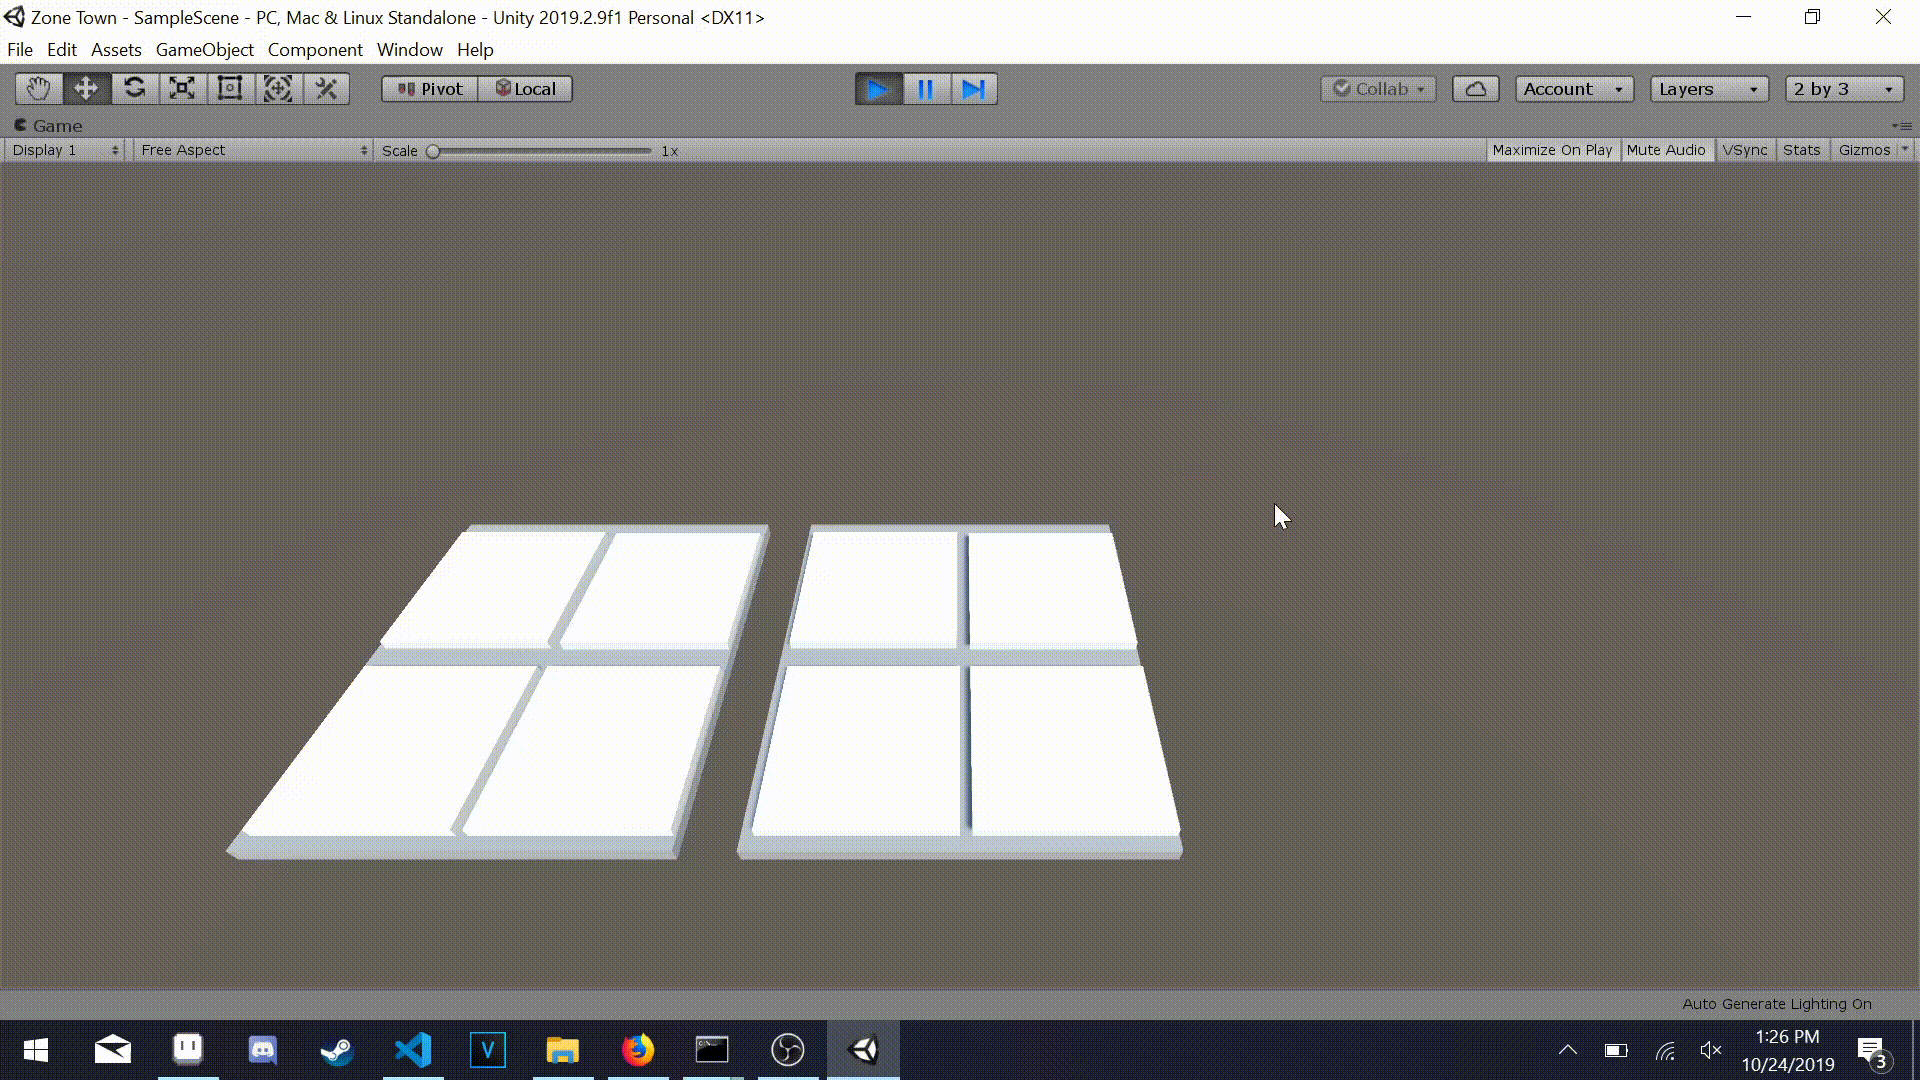 Zone Town - SampleScene - PC, Mac & Linux Standalone - Unity 2019.2.9f1 Personal <DX11>
File Edit Assets GameObject Component Window Help
Pivot Local Collab Account Layers 2 by 3
Game
Display 1 Free Aspect Scale 1x Maximize On Play Mute Audio VSync Stats Gizmos
Auto Generate Lighting On
V
1:26 PM
10/24/2019
3